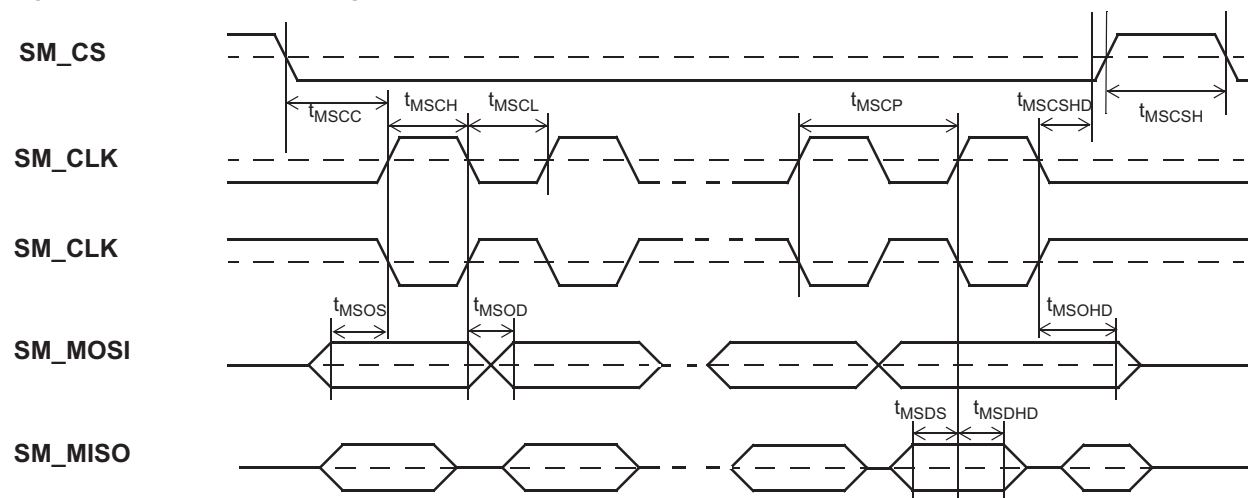 SM_CS
tMSCC
tMSCH
tMSCL
tMSCP
tMSCSHD
tMSCSH
SM_CLK
SM_CLK
tMSOS
tMSOD
tMSOHD
SM_MOSI
tMSDS
tMSDHD
SM_MISO